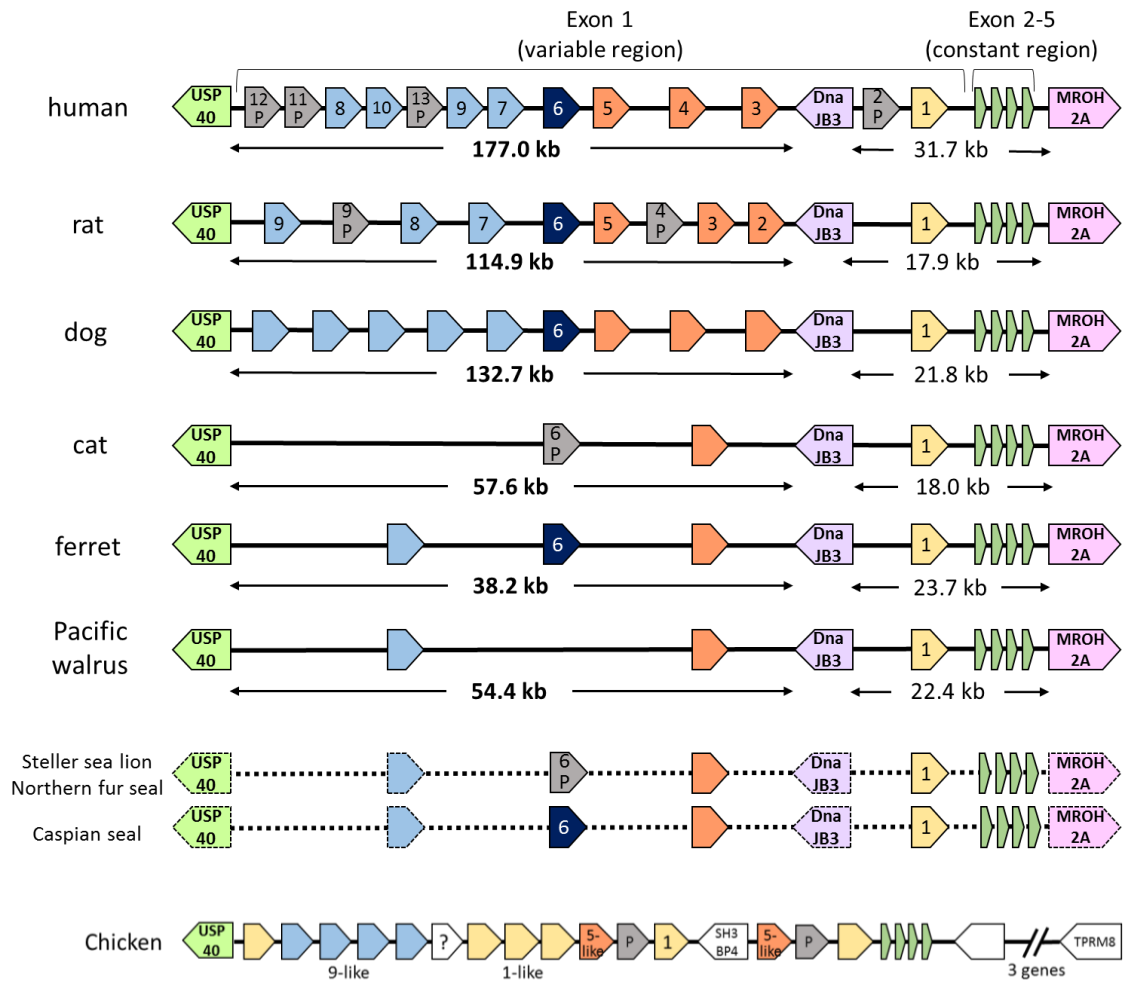 Exon 1
(variable region)
Exon 2-5
(constant region)
human
USP
40
12
P
11
P
8
10
13
P
9
7
6
5
4
3
Dna
JB3
2
P
1
MROH
2A
177.0 kb
31.7 kb
rat
USP
40
9
9
P
8
7
6
5
4
P
3
2
Dna
JB3
1
MROH
2A
114.9 kb
17.9 kb
dog
USP
40
6
Dna
JB3
1
MROH
2A
132.7 kb
21.8 kb
cat
USP
40
6
P
Dna
JB3
1
MROH
2A
57.6 kb
18.0 kb
ferret
USP
40
6
Dna
JB3
1
MROH
2A
38.2 kb
23.7 kb
Pacific
walrus
USP
40
Dna
JB3
1
MROH
2A
54.4 kb
22.4 kb
Steller sea lion
Northern fur seal
USP
40
6
P
Dna
JB3
1
MROH
2A
Caspian seal
USP
40
6
Dna
JB3
1
MROH
2A
Chicken
USP
40
?
5-
like
P
1
SH3
BP4
5-
like
P
TPRM8
9-like
1-like
3 genes